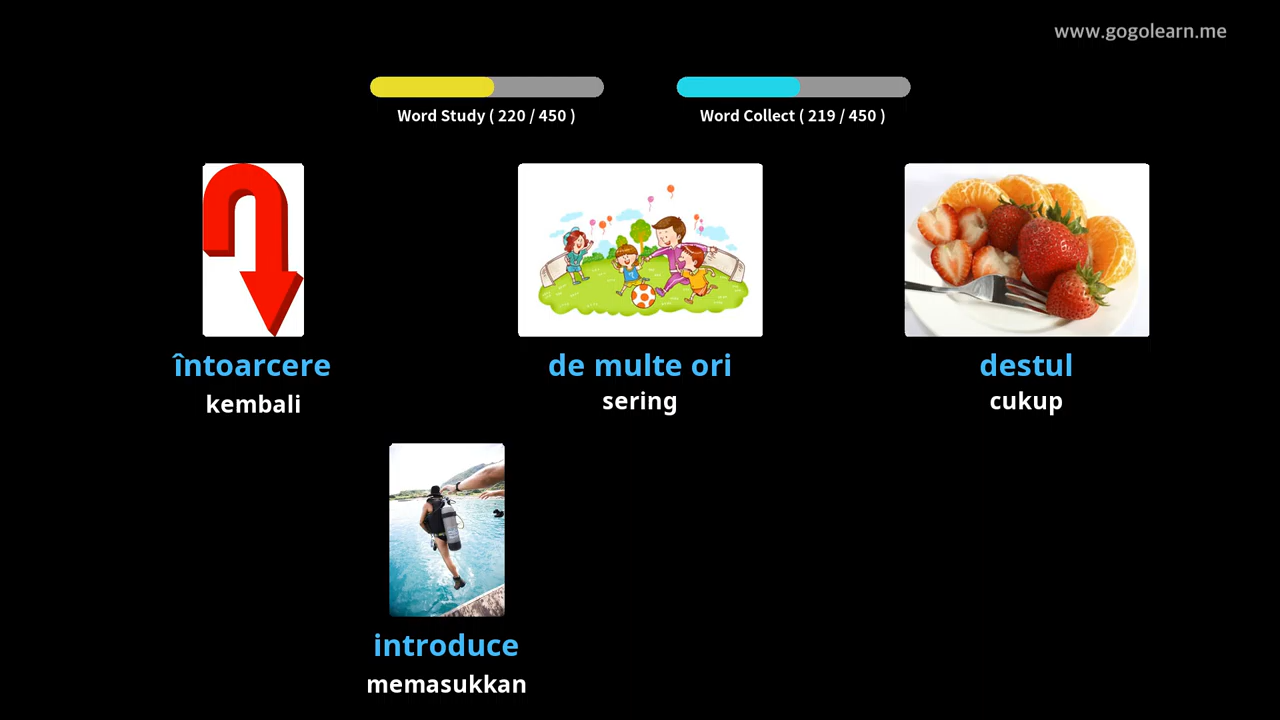 www.gogolearn.me
Word Study ( 220 / 450 )
Word Collect ( 219 / 450 )
întoarcere
kembali
de multe ori
sering
destul
cukup
introduce
memasukkan